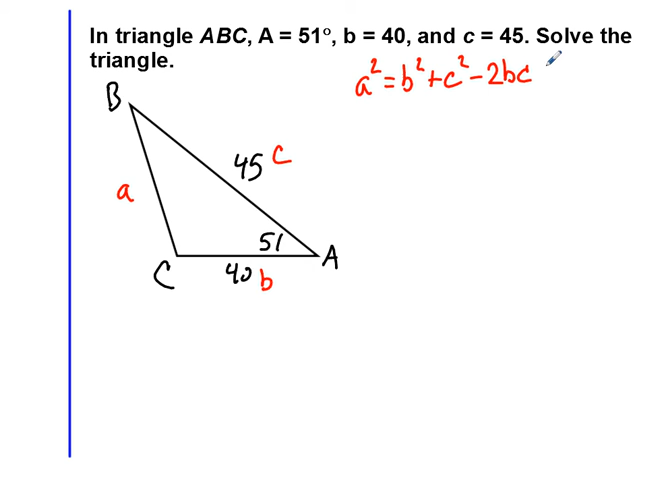 In triangle ABC, A = 51°, b = 40, and c = 45. Solve the
triangle.
a² = b² + c² - 2bc
B
45 c
a
51
A
C
40 b